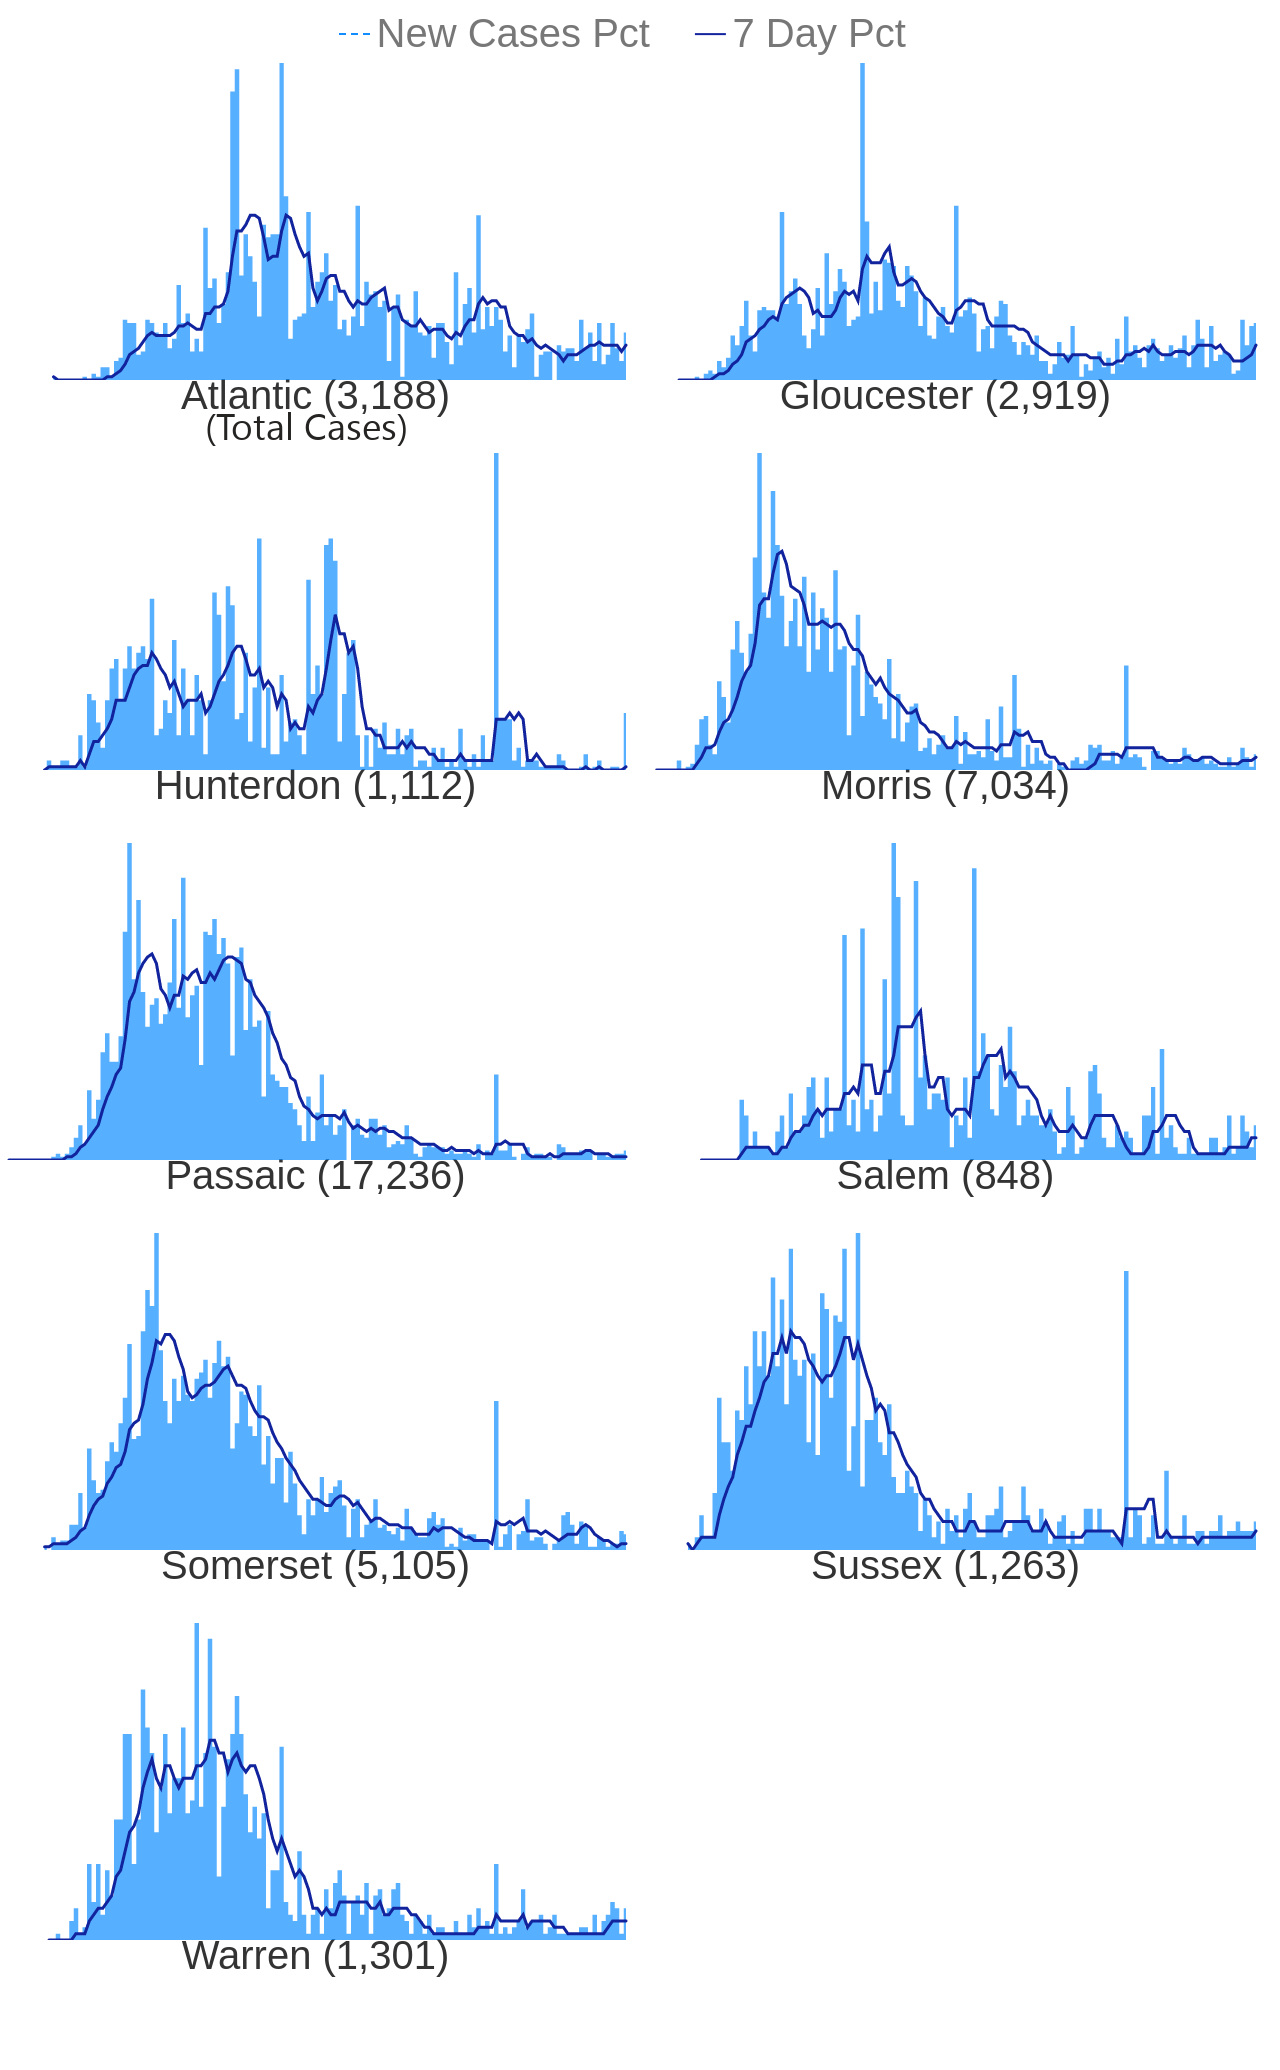 New Cases Pct 7 Day Pct
Atlantic (3,188) Gloucester (2,919)
(Total Cases)
Hunterdon (1,112) Morris (7,034)
Passaic (17,236) Salem (848)
Somerset (5,105) Sussex (1,263)
Warren (1,301)